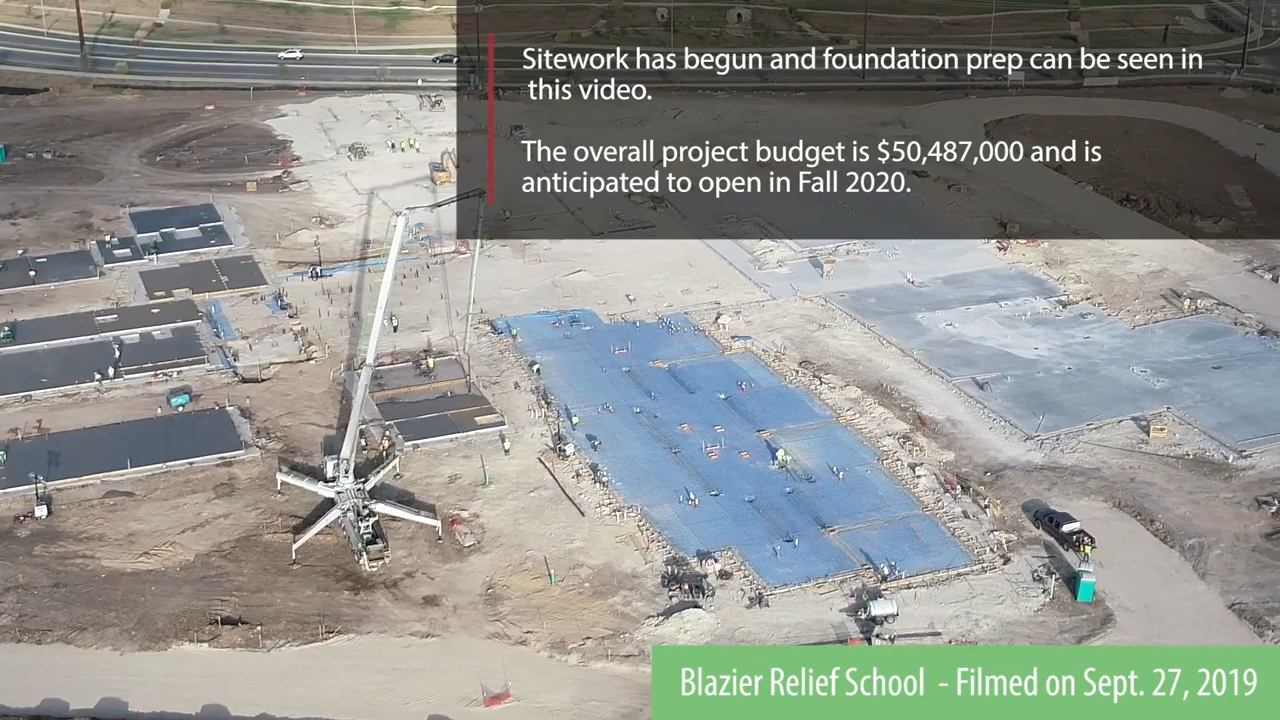 Sitework has begun and foundation prep can be seen in
this video.
The overall project budget is $50,487,000 and is
anticipated to open in Fall 2020.
Blazier Relief School - Filmed on Sept. 27, 2019